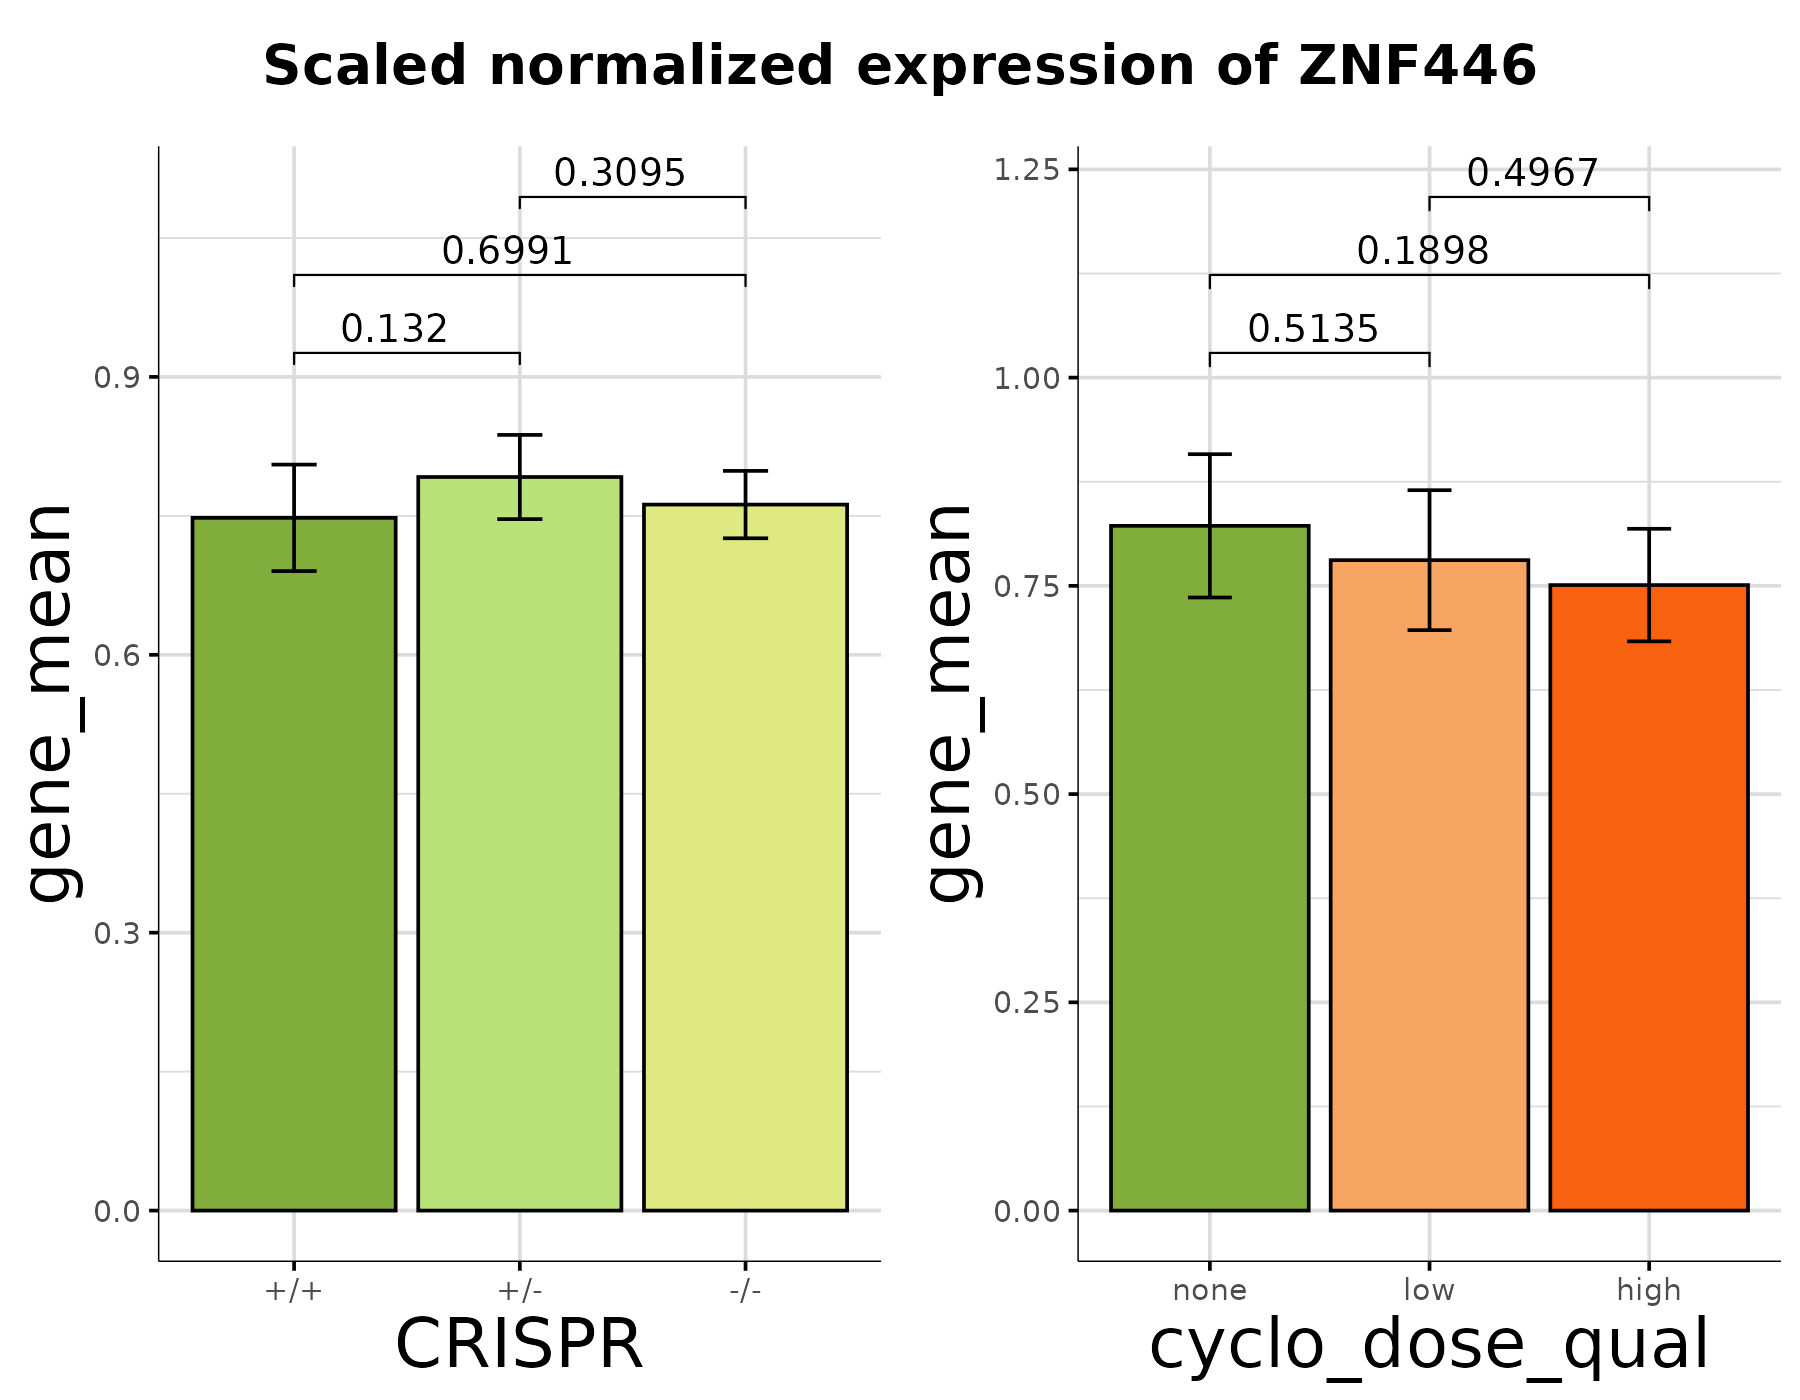 Scaled normalized expression of ZNF446
gene_mean
0.9
0.6
0.3
0.0
0.3095
0.6991
0.132
+/+
+/-
-/-
CRISPR
gene_mean
1.25
1.00
0.75
0.50
0.25
0.00
0.4967
0.1898
0.5135
none
low
high
cyclo_dose_qual